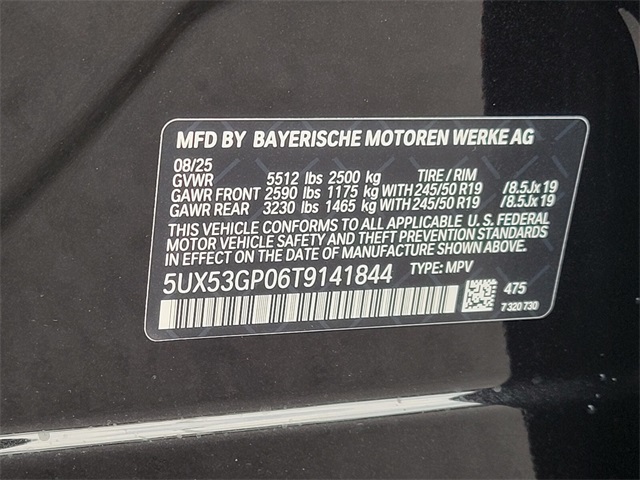 MFD BY BAYERISCHE MOTOREN WERKE AG
08/25
GVWR 5512 lbs 2500 kg TIRE / RIM
GAWR FRONT 2590 lbs 1175 kg WITH 245/50 R19 /8.5Jx19
GAWR REAR 3230 lbs 1465 kg WITH 245/50 R19 /8.5Jx19
THIS VEHICLE CONFORMS TO ALL APPLICABLE U.S. FEDERAL
MOTOR VEHICLE SAFETY AND THEFT PREVENTION STANDARDS
IN EFFECT ON THE DATE OF MANUFACTURE SHOWN ABOVE.
5UX53GP06T9141844 TYPE: MPV
475
7 320 730